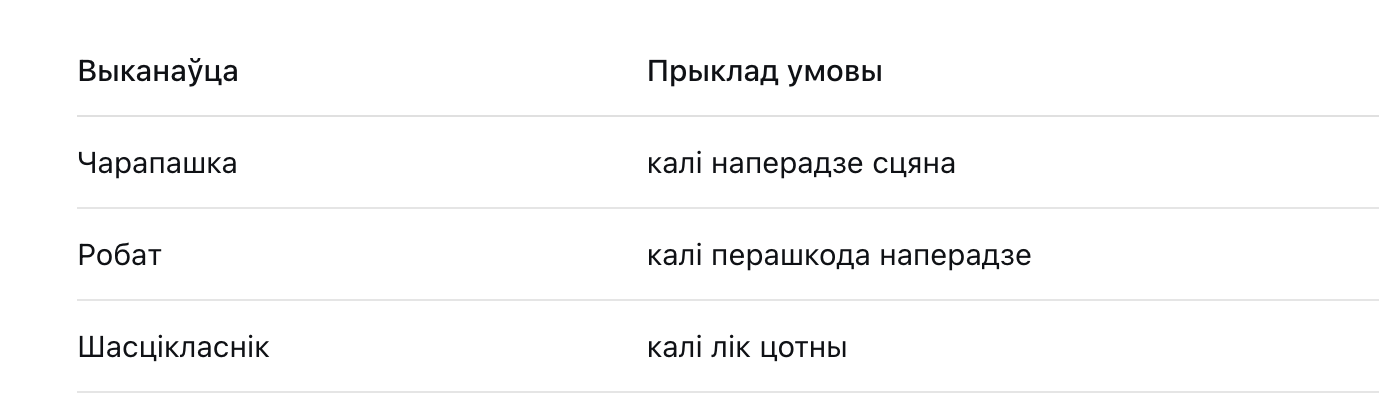 Выканаўца Прыклад умовы
Чарапашка калі наперадзе сцяна
Робат калі перашкода наперадзе
Шасцікласнік калі лік цотны